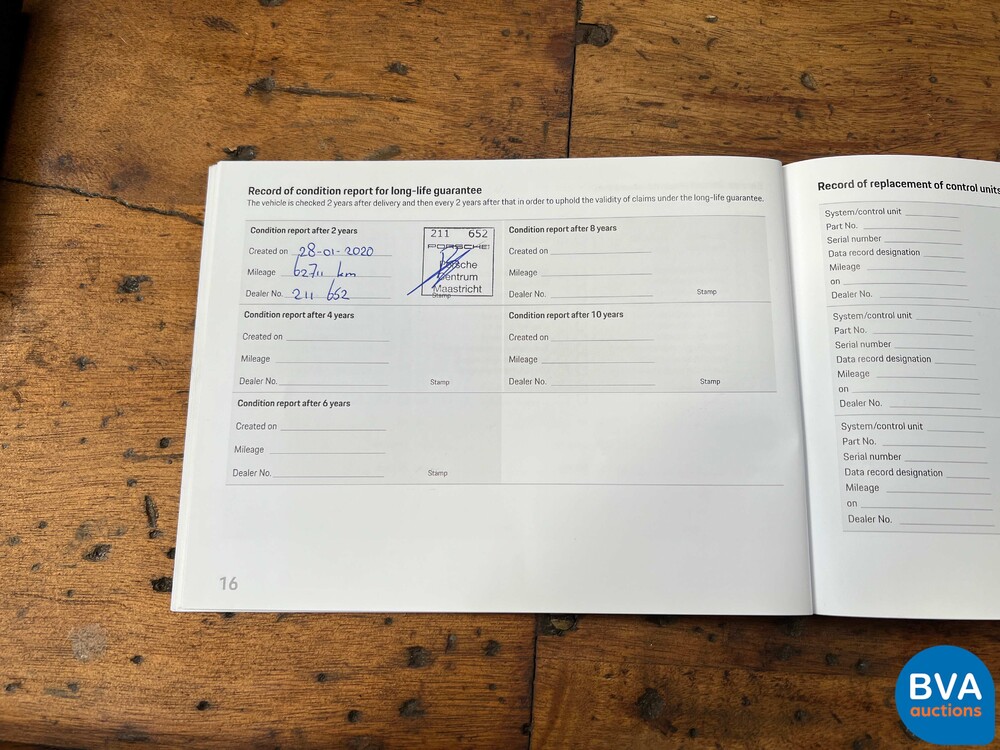 Record of condition report for long-life guarantee
The vehicle is checked 2 years after delivery and then every 2 years after that in order to uphold the validity of claims under the long-life guarantee.
Condition report after 2 years
Created on 28-01-2020
Mileage 62711 km
Dealer No. 211 652
211 652
PORSCHE
Porsche
Centrum
Maastricht
Stamp
Condition report after 4 years
Created on
Mileage
Dealer No.
Stamp
Condition report after 6 years
Created on
Mileage
Dealer No.
Stamp
Condition report after 8 years
Created on
Mileage
Dealer No.
Stamp
Condition report after 10 years
Created on
Mileage
Dealer No.
Stamp
16
Record of replacement of control units
System/control unit
Part No.
Serial number
Data record designation
Mileage
on
Dealer No.
System/control unit
Part No.
Serial number
Data record designation
Mileage
on
Dealer No.
System/control unit
Part No.
Serial number
Data record designation
Mileage
on
Dealer No.
BVA
auctions